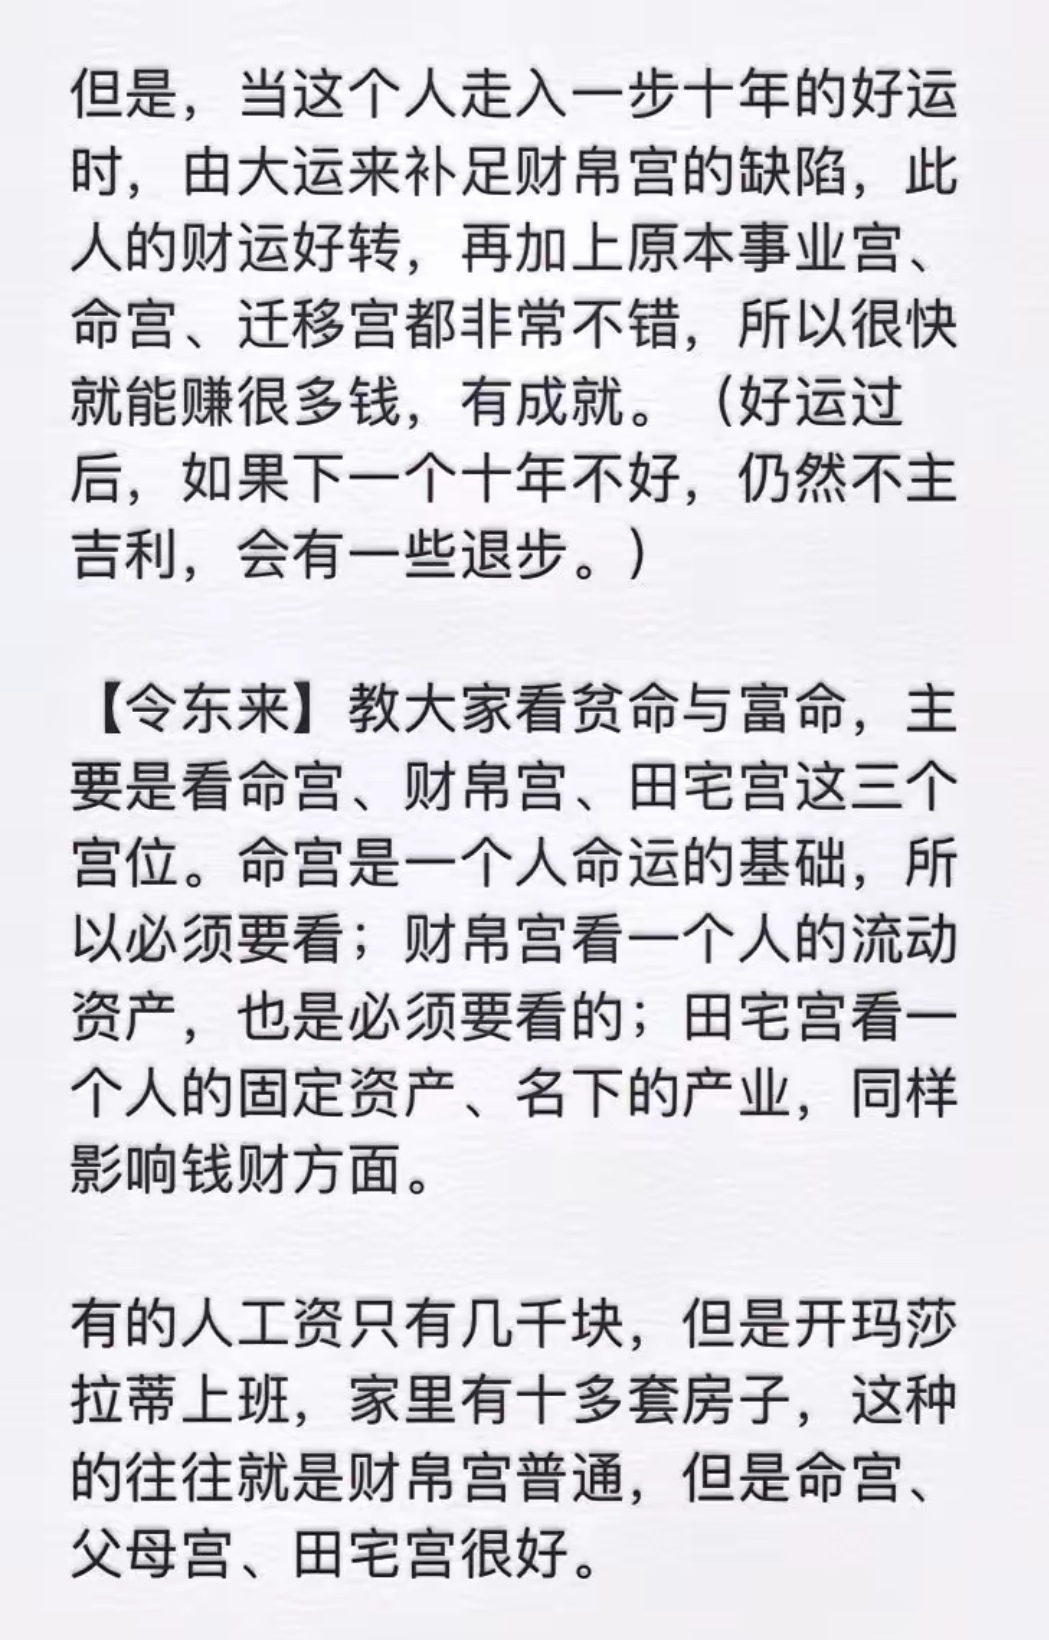 但是，当这个人走入一步十年的好运
时，由大运来补足财帛宫的缺陷，此
人的财运好转，再加上原本事业宫、
命宫、迁移宫都非常不错，所以很快
就能赚很多钱，有成就。（好运过
后，如果下一个十年不好，仍然不主
吉利，会有一些退步。）
【令东来】教大家看贫命与富命，主
要是看命宫、财帛宫、田宅宫这三个
宫位。命宫是一个人命运的基础，所
以必须要看；财帛宫看一个人的流动
资产，也是必须要看的；田宅宫看一
个人的固定资产、名下的产业，同样
影响钱财方面。
有的人工资只有几千块，但是开玛莎
拉蒂上班，家里有十多套房子，这种
的往往就是财帛宫普通，但是命宫、
父母宫、田宅宫很好。